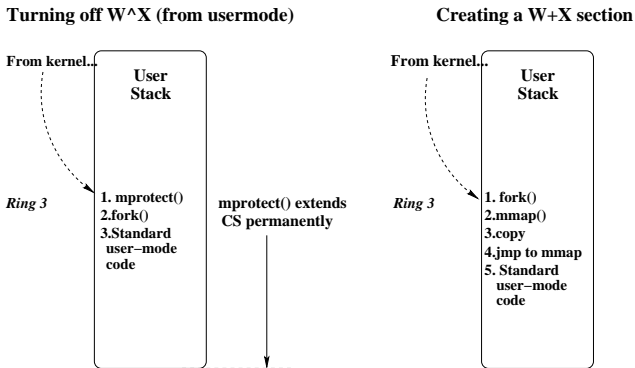 Turning off W^X (from usermode)
From kernel...
User
Stack
Ring 3
1. mprotect()
2.fork()
3.Standard
user−mode
code
mprotect() extends
CS permanently
Creating a W+X section
From kernel...
User
Stack
Ring 3
1. fork()
2.mmap()
3.copy
4.jmp to mmap
5. Standard
user−mode
code